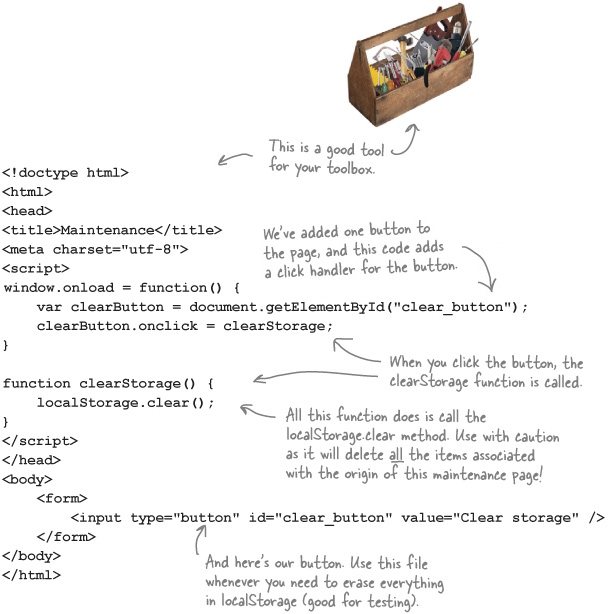 This is a good tool
for your toolbox.
<!doctype html>
<html>
<head>
<title>Maintenance</title>
<meta charset="utf-8">
<script>
We've added one button to
the page, and this code adds
a click handler for the button.
window.onload = function() {
    var clearButton = document.getElementById("clear_button");
    clearButton.onclick = clearStorage;
}
When you click the button, the
clearStorage function is called.
function clearStorage() {
    localStorage.clear();
}
</script>
</head>
All this function does is call the
localStorage.clear method. Use with caution
as it will delete all the items associated
with the origin of this maintenance page!
<body>
    <form>
        <input type="button" id="clear_button" value="Clear storage" />
    </form>
</body>
</html>
And here's our button. Use this file
whenever you need to erase everything
in localStorage (good for testing).